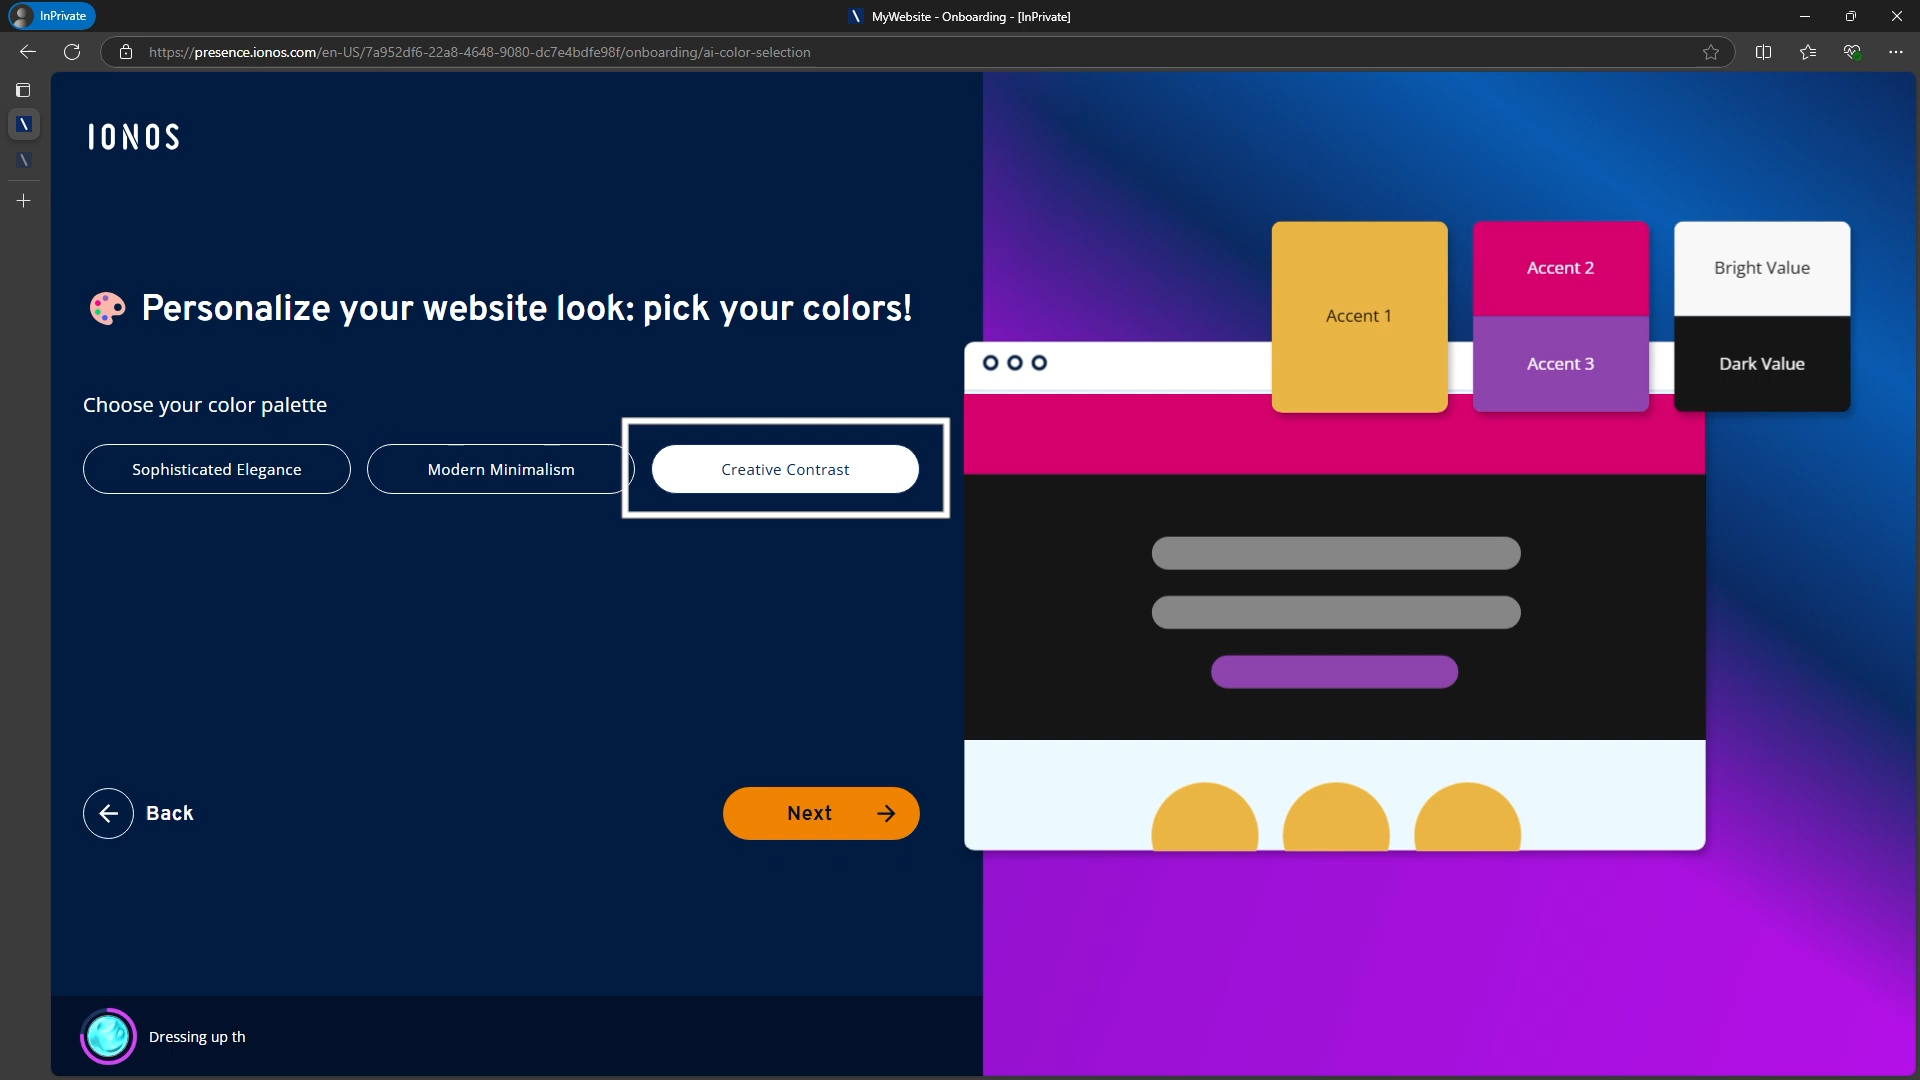 InPrivate
MyWebsite - Onboarding - [InPrivate]
https://presence.ionos.com/en-US/7a952df6-22a8-4648-9080-dc7e4bdfe98f/onboarding/ai-color-selection
IONOS
Personalize your website look: pick your colors!
Choose your color palette
Sophisticated Elegance
Modern Minimalism
Creative Contrast
Back
Next
Dressing up th
Accent 1
Accent 2
Accent 3
Bright Value
Dark Value